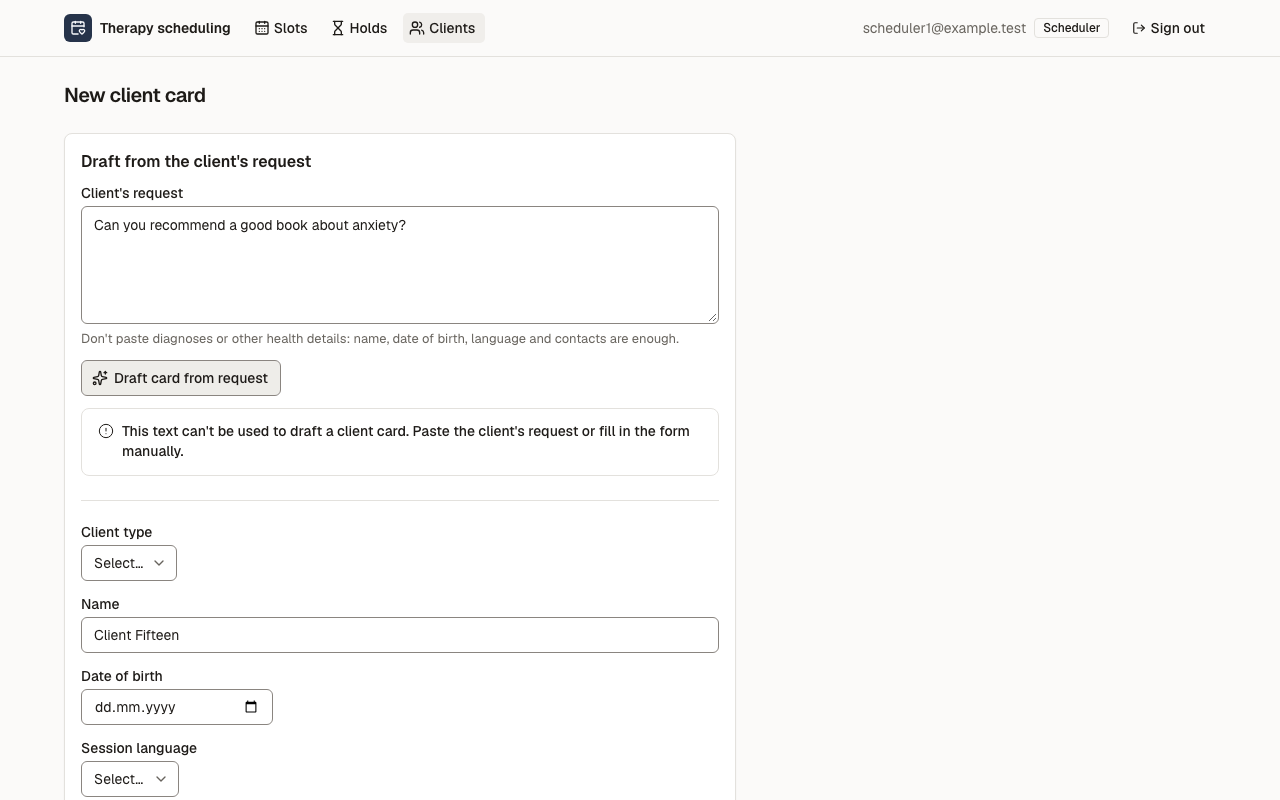 Therapy scheduling
Slots
Holds
Clients
scheduler1@example.test
Scheduler
Sign out
New client card
Draft from the client's request
Client's request
Can you recommend a good book about anxiety?
Don't paste diagnoses or other health details: name, date of birth, language and contacts are enough.
Draft card from request
This text can't be used to draft a client card. Paste the client's request or fill in the form
manually.
Client type
Select...
Name
Client Fifteen
Date of birth
dd.mm.yyyy
Session language
Select...